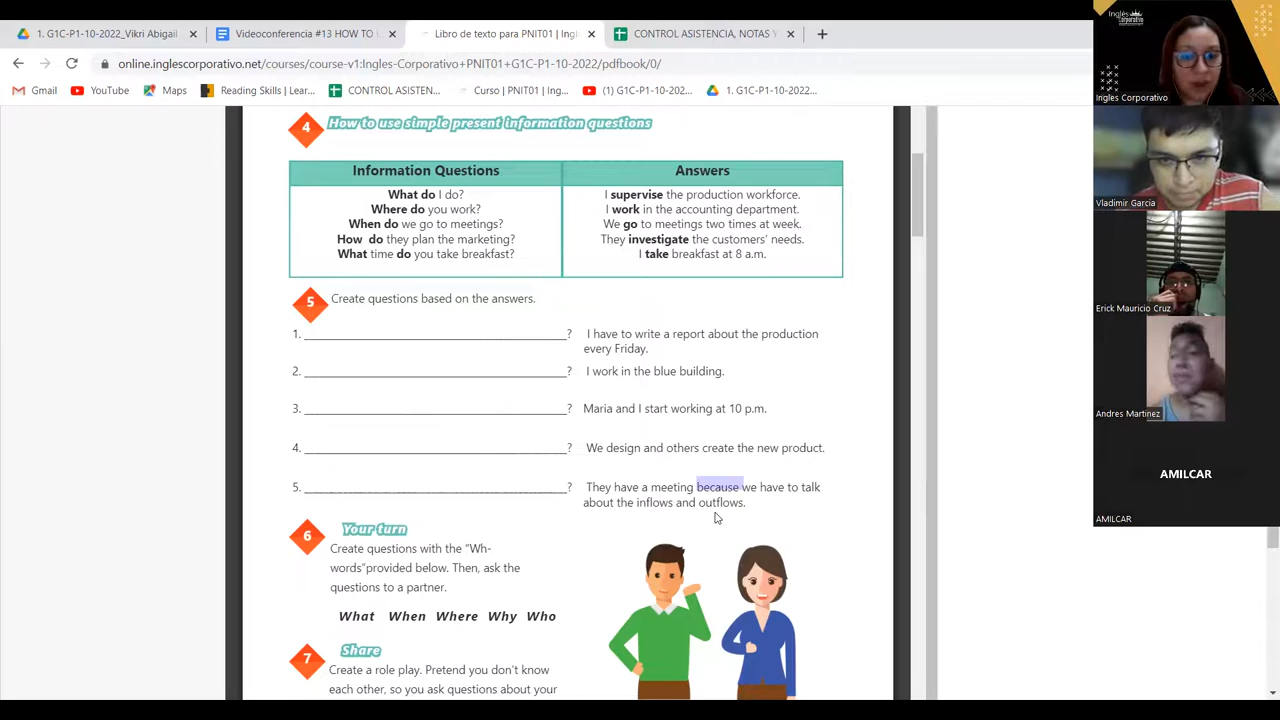 1. G1C-P1-10-2022_Vikri Abigail
Videoconferencia #13 HOW TO U
Libro de texto para PNIT01 | Ingl
CONTROL ASISTENCIA, NOTAS Y
online.inglescorporativo.net/courses/course-v1:Ingles-Corporativo+PNIT01+G1C-P1-10-2022/pdfbook/0/
Gmail
YouTube
Maps
Reading Skills | Lear...
CONTROL ASISTEN...
Curso | PNIT01 | Ing...
(1) G1C-P1-10-202...
1. G1C-P1-10-2022...
4 How to use simple present information questions
Information Questions Answers
What do I do? I supervise the production workforce.
Where do you work? I work in the accounting department.
When do we go to meetings? We go to meetings two times at week.
How do they plan the marketing? They investigate the customers' needs.
What time do you take breakfast? I take breakfast at 8 a.m.
5 Create questions based on the answers.
1. ________________? I have to write a report about the production
every Friday.
2. ________________? I work in the blue building.
3. ________________? Maria and I start working at 10 p.m.
4. ________________? We design and others create the new product.
5. ________________? They have a meeting because we have to talk
about the inflows and outflows.
6 Your turn
Create questions with the "Wh-
words"provided below. Then, ask the
questions to a partner.
What When Where Why Who
7 Share
Create a role play. Pretend you don't know
each other, so you ask questions about your
Inglés
Corporativo
Ingles Corporativo
Vladimir Garcia
Erick Mauricio Cruz
Andres Martinez
AMILCAR
AMILCAR